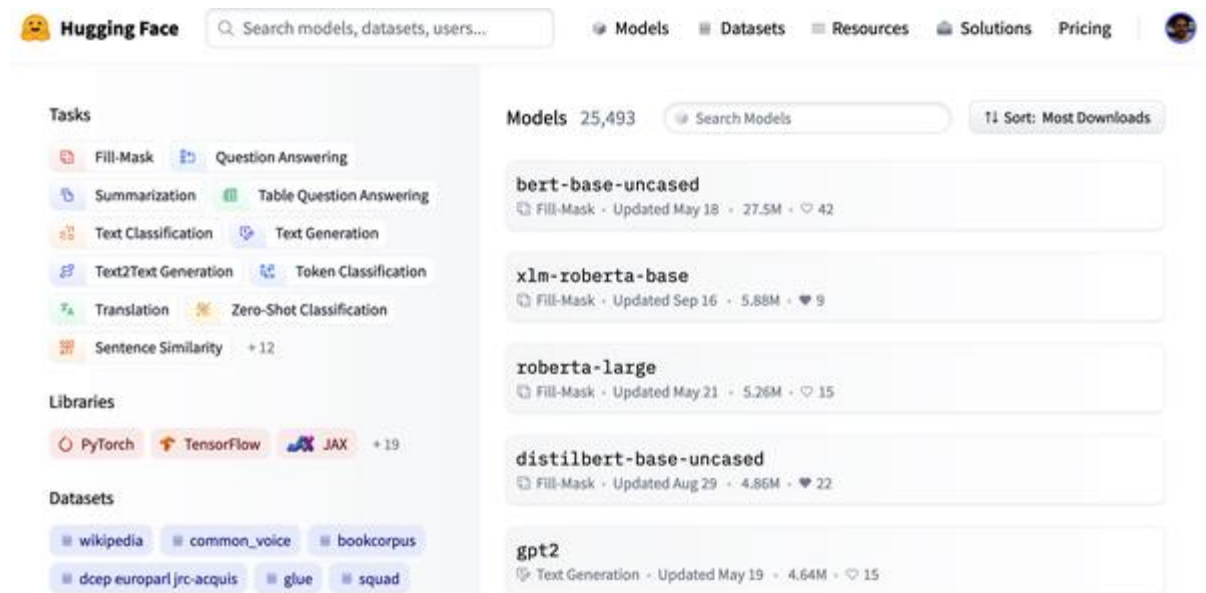 Hugging Face Search models, datasets, users... Models Datasets Resources Solutions Pricing
Tasks
Fill-Mask Question Answering
Summarization Table Question Answering
Text Classification Text Generation
Text2Text Generation Token Classification
Translation Zero-Shot Classification
Sentence Similarity +12
Libraries
PyTorch TensorFlow JAX +19
Datasets
wikipedia common_voice bookcorpus
dcep europarl jrc-acquis glue squad
Models 25,493 Search Models ↑↓ Sort: Most Downloads
bert-base-uncased
Fill-Mask • Updated May 18 • 27.5M • ♡ 42
xlm-roberta-base
Fill-Mask • Updated Sep 16 • 5.88M • ♥ 9
roberta-large
Fill-Mask • Updated May 21 • 5.26M • ♡ 15
distilbert-base-uncased
Fill-Mask • Updated Aug 29 • 4.86M • ♥ 22
gpt2
Text Generation • Updated May 19 • 4.64M • ♡ 15